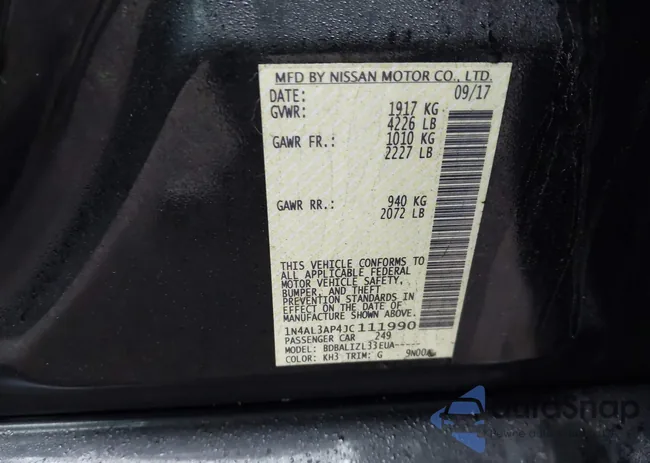 MFD BY NISSAN MOTOR CO., LTD.
DATE: 09/17
GVWR: 1917 KG
4226 LB
GAWR FR.: 1010 KG
2227 LB
GAWR RR.: 940 KG
2072 LB
THIS VEHICLE CONFORMS TO
ALL APPLICABLE FEDERAL
MOTOR VEHICLE SAFETY,
BUMPER, AND THEFT
PREVENTION STANDARDS IN
EFFECT ON THE DATE OF
MANUFACTURE SHOWN ABOVE.
1N4AL3AP4JC111990
PASSENGER CAR 249
MODEL: BDBALIZL33EUA-----
COLOR: KH3 TRIM: G